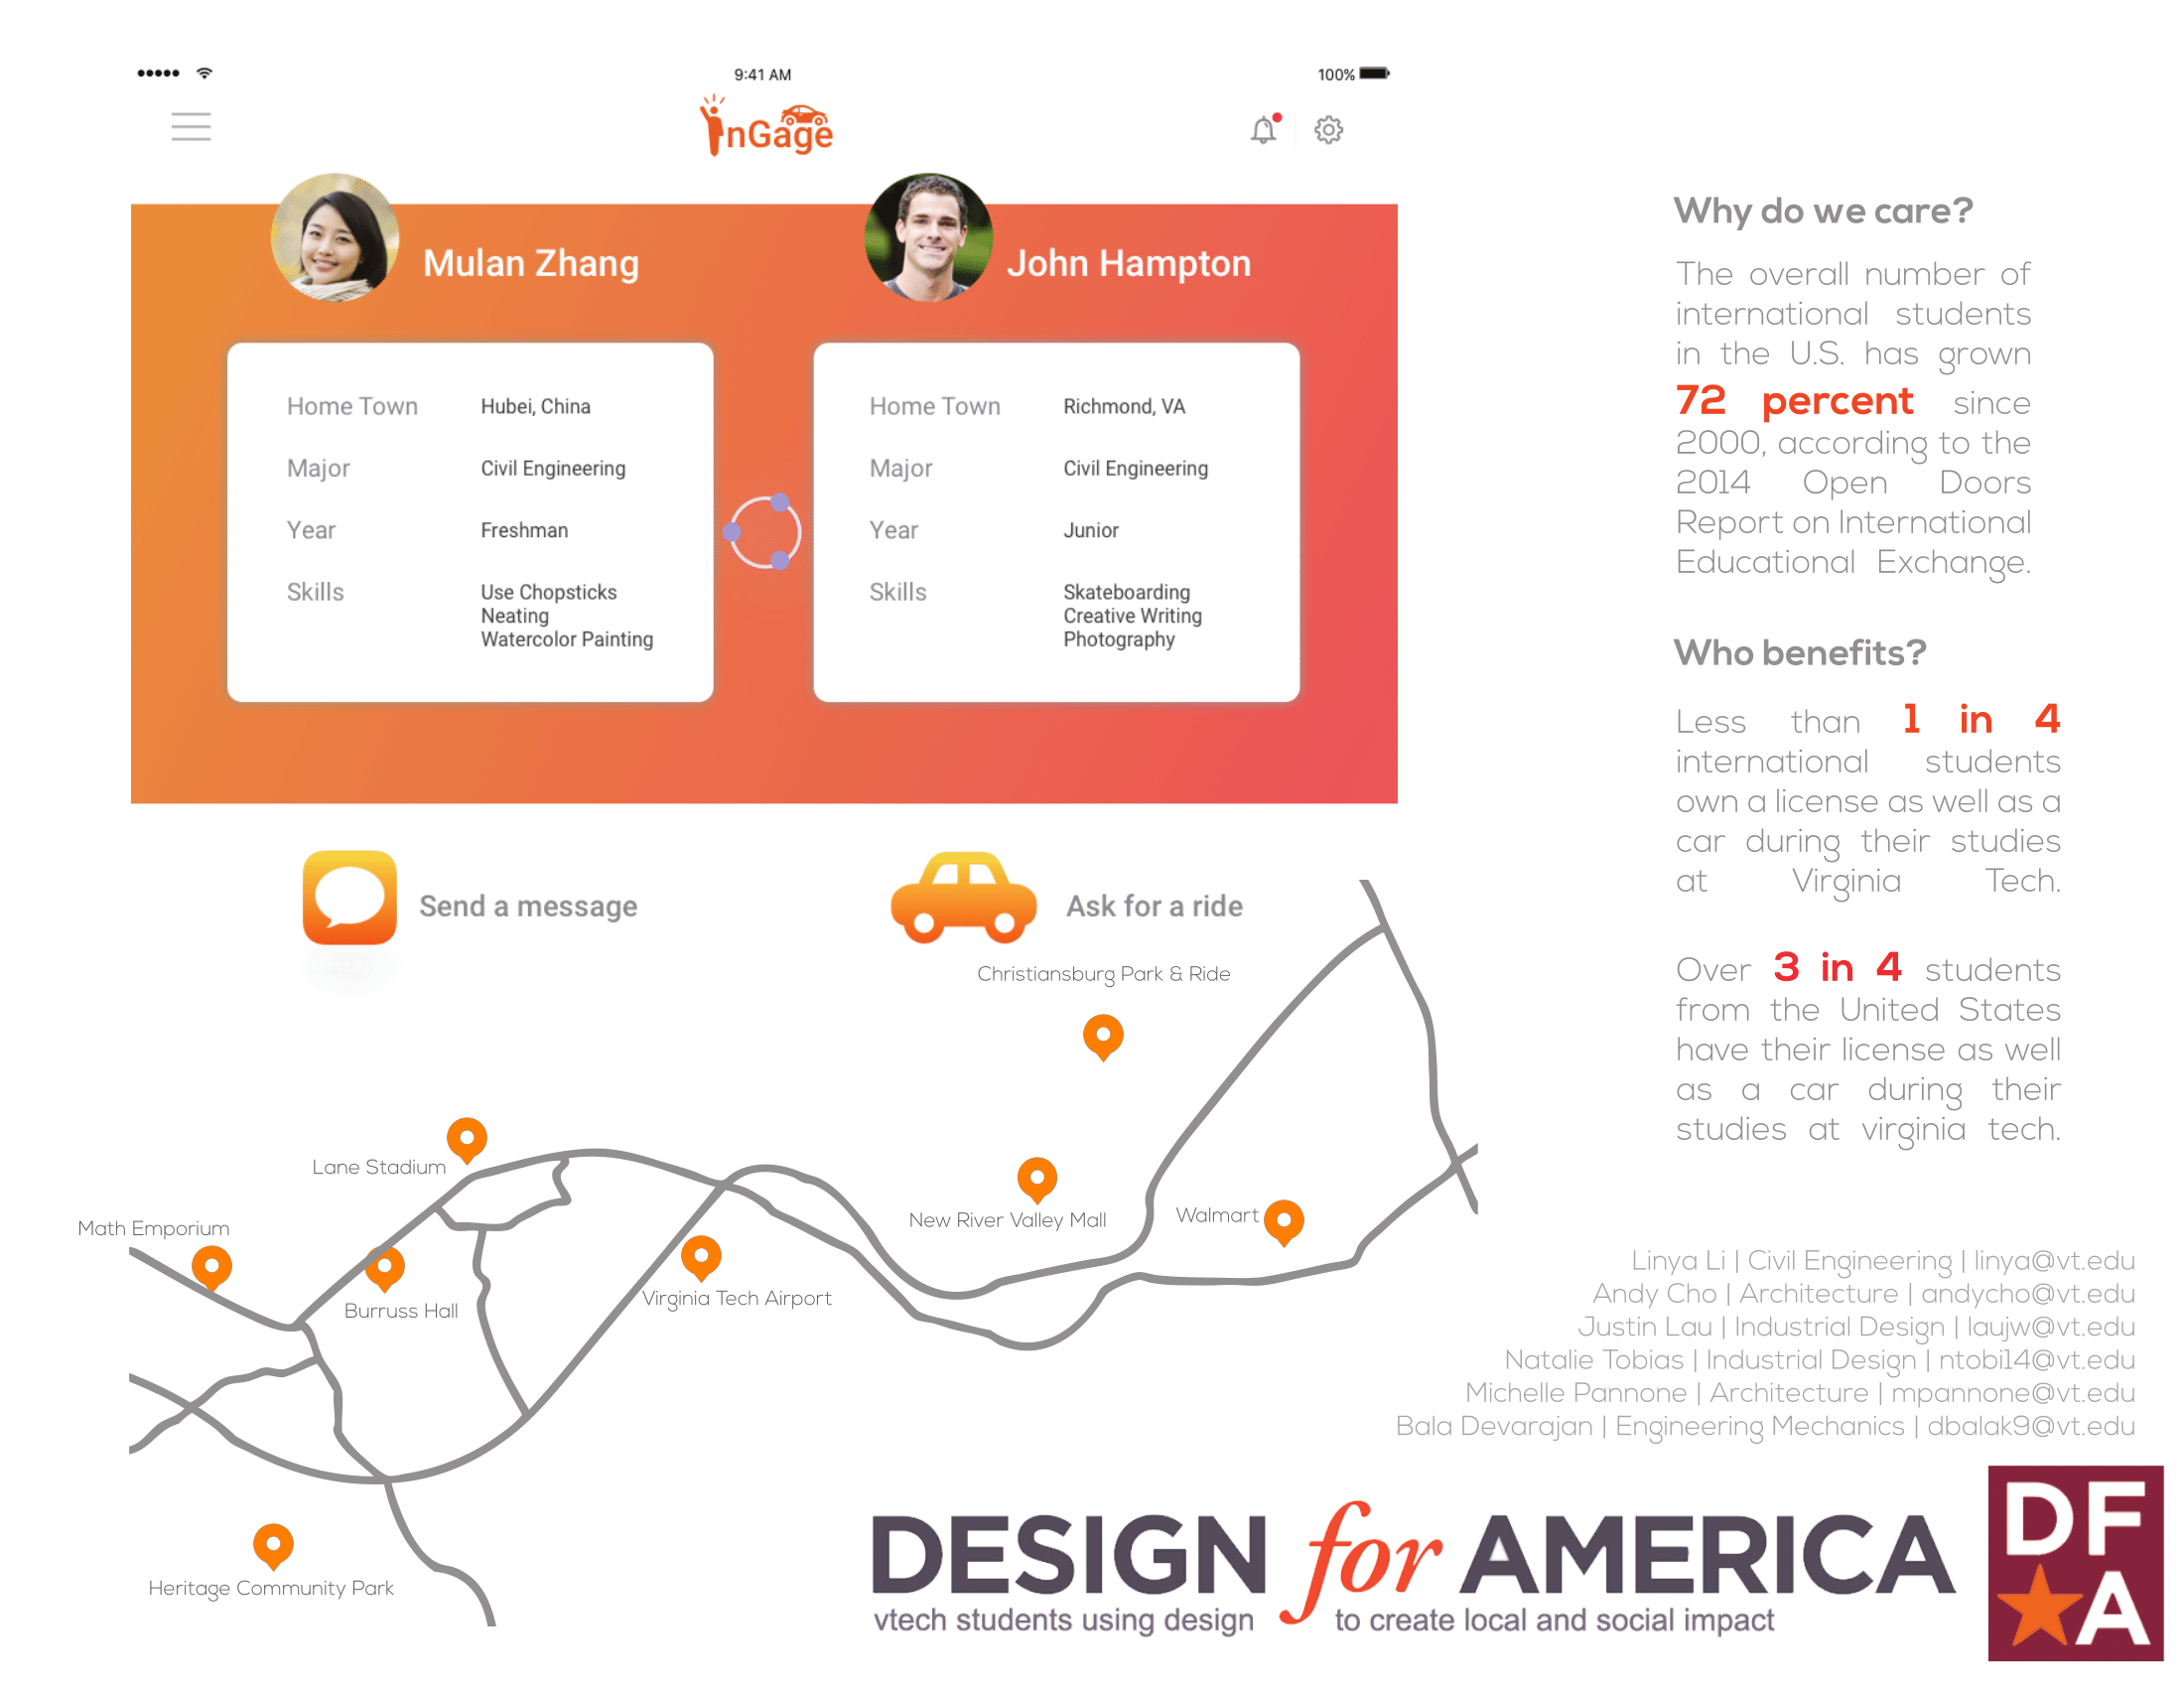 9:41 AM
100%
inGage
Mulan Zhang
John Hampton
Home Town Hubei, China
Major Civil Engineering
Year Freshman
Skills Use Chopsticks
Neating
Watercolor Painting
Home Town Richmond, VA
Major Civil Engineering
Year Junior
Skills Skateboarding
Creative Writing
Photography
Send a message
Ask for a ride
Christiansburg Park & Ride
Lane Stadium
New River Valley Mall
Walmart
Math Emporium
Burruss Hall
Virginia Tech Airport
Heritage Community Park
Why do we care?
The overall number of
international students
in the U.S. has grown
72 percent since
2000, according to the
2014 Open Doors
Report on International
Educational Exchange.
Who benefits?
Less than 1 in 4
international students
own a license as well as a
car during their studies
at Virginia Tech.
Over 3 in 4 students
from the United States
have their license as well
as a car during their
studies at virginia tech.
Linya Li | Civil Engineering | linya@vt.edu
Andy Cho | Architecture | andycho@vt.edu
Justin Lau | Industrial Design | laujw@vt.edu
Natalie Tobias | Industrial Design | ntobi14@vt.edu
Michelle Pannone | Architecture | mpannone@vt.edu
Bala Devarajan | Engineering Mechanics | dbalak9@vt.edu
DESIGN for AMERICA
vtech students using design to create local and social impact
DF
A